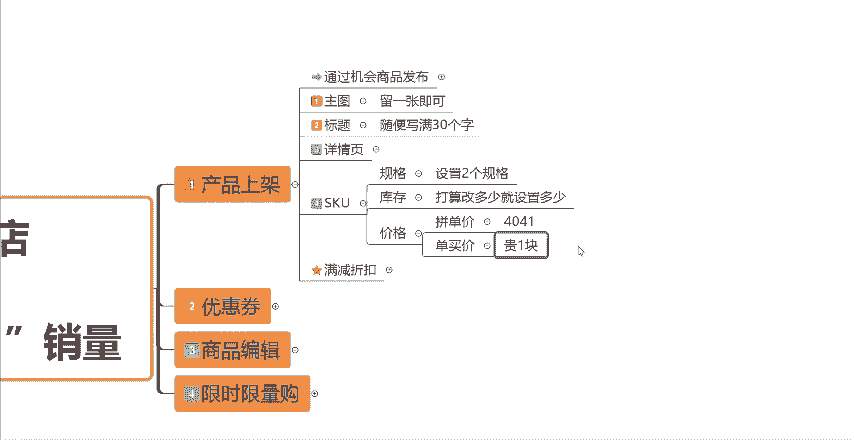 店
”销量
1 产品上架
通过机会商品发布
1 主图 留一张即可
2 标题 随便写满30个字
详情页
SKU
规格 设置2个规格
库存 打算改多少就设置多少
价格
拼单价 4041
单买价 贵1块
满减折扣
2 优惠券
商品编辑
限时限量购